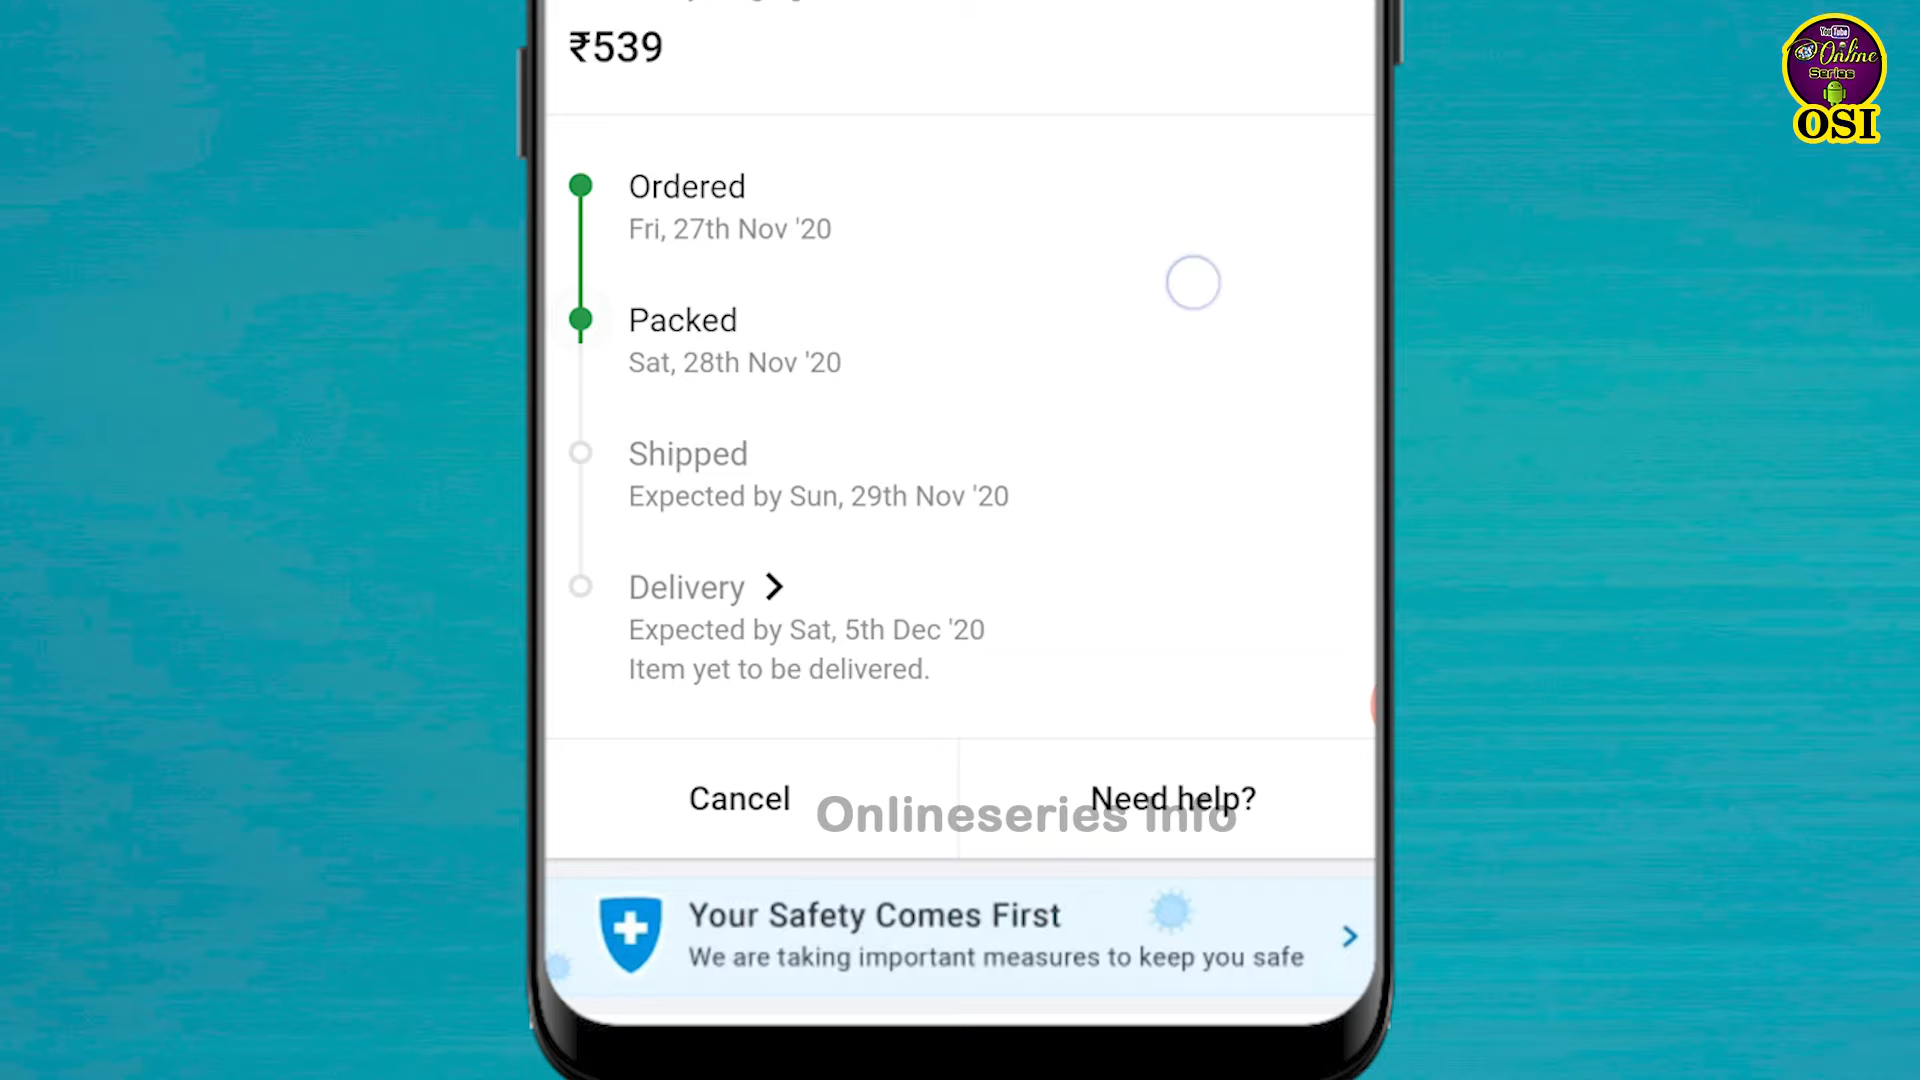 ₹539
YouTube
Online
Series
OSI
Ordered
Fri, 27th Nov '20
Packed
Sat, 28th Nov '20
Shipped
Expected by Sun, 29th Nov '20
Delivery
Expected by Sat, 5th Dec '20
Item yet to be delivered.
Cancel
Need help?
Onlineseries Info
Your Safety Comes First
We are taking important measures to keep you safe